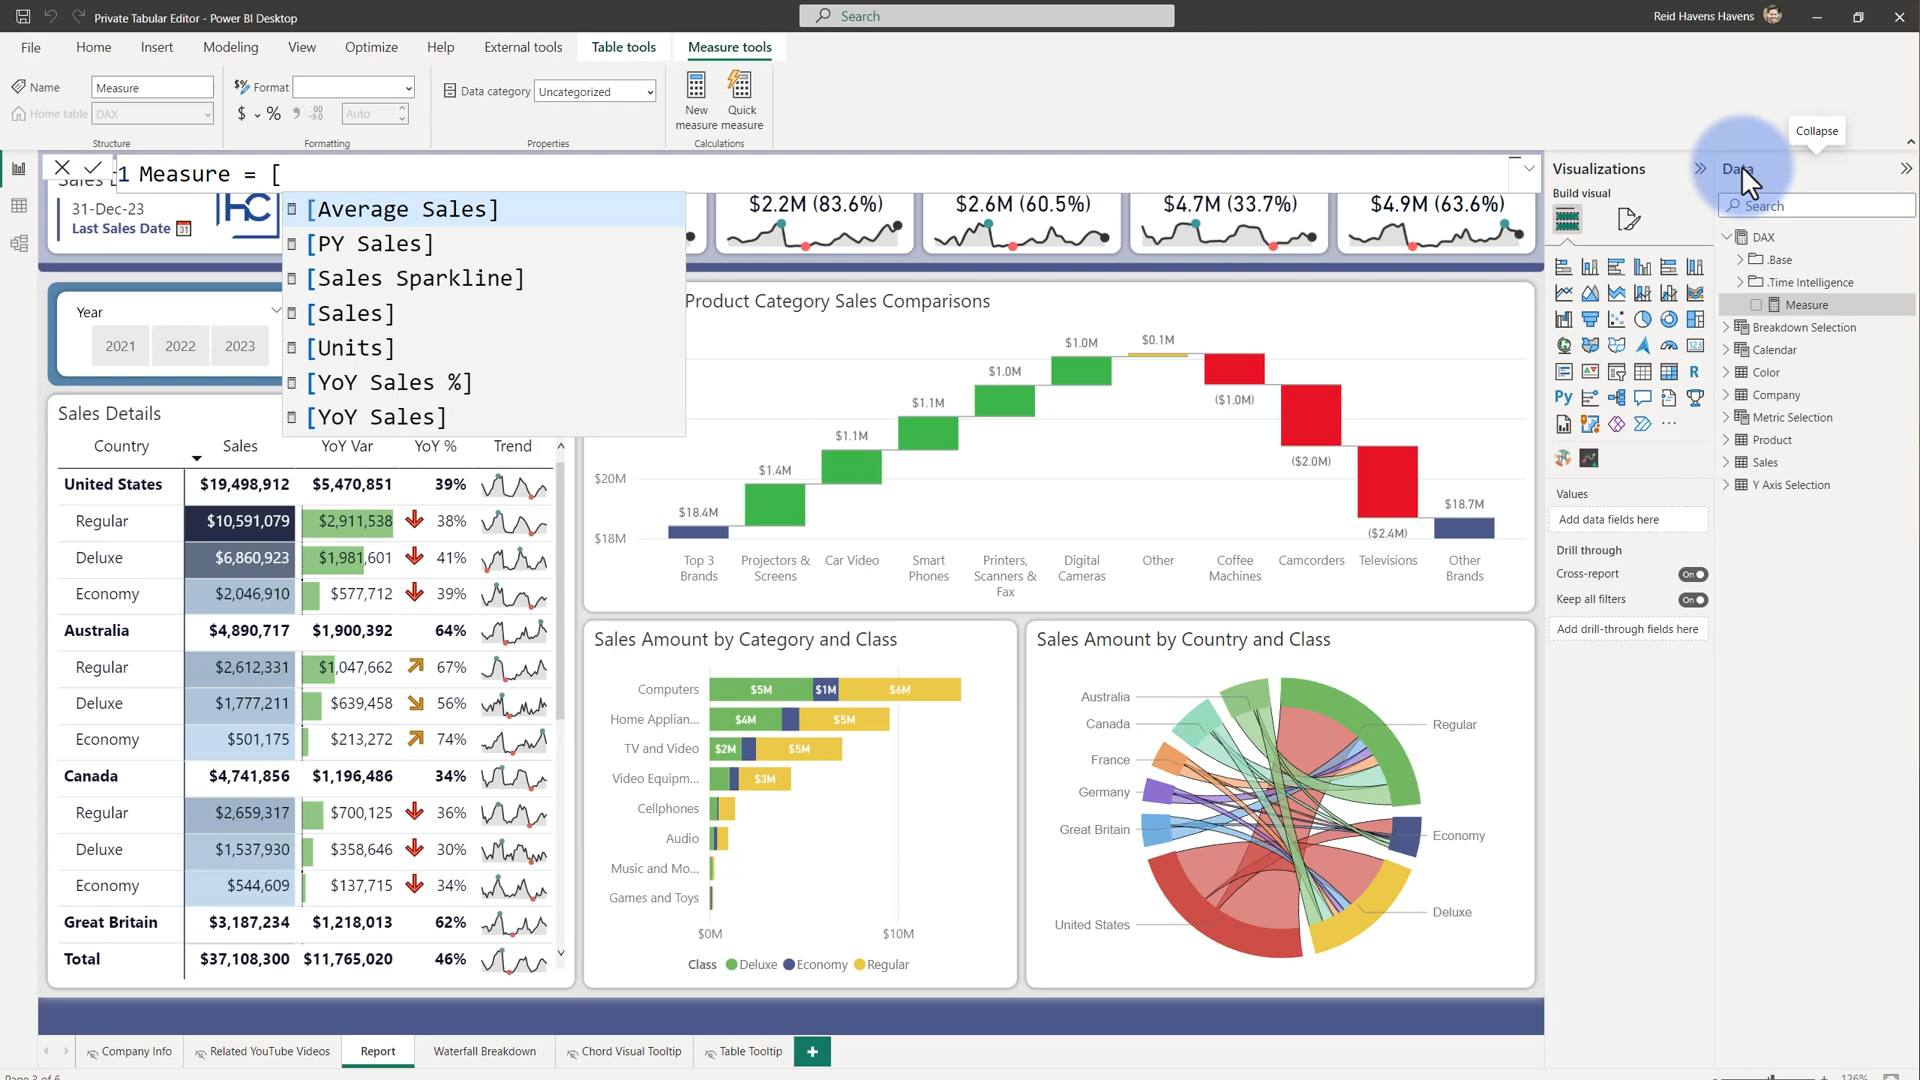 Private Tabular Editor - Power BI Desktop
Search
Reid Havens Havens
File Home Insert Modeling View Optimize Help External tools Table tools Measure tools
Name Measure
Home table DAX
Structure
Format
$ % Auto
Formatting
Data category Uncategorized
Properties
New measure
Quick measure
Calculations
Collapse
1 Measure = [
[Average Sales]
[PY Sales]
[Sales Sparkline]
[Sales]
[Units]
[YoY Sales %]
[YoY Sales]
31-Dec-23
Last Sales Date
HC
$2.2M (83.6%) $2.6M (60.5%) $4.7M (33.7%) $4.9M (63.6%)
Year
2021 2022 2023
Sales Details
Country Sales YoY Var YoY % Trend
United States $19,498,912 $5,470,851 39%
Regular $10,591,079 $2,911,538 38%
Deluxe $6,860,923 $1,981,601 41%
Economy $2,046,910 $577,712 39%
Australia $4,890,717 $1,900,392 64%
Regular $2,612,331 $1,047,662 67%
Deluxe $1,777,211 $639,458 56%
Economy $501,175 $213,272 74%
Canada $4,741,856 $1,196,486 34%
Regular $2,659,317 $700,125 36%
Deluxe $1,537,930 $358,646 30%
Economy $544,609 $137,715 34%
Great Britain $3,187,234 $1,218,013 62%
Total $37,108,300 $11,765,020 46%
Product Category Sales Comparisons
$20M
$18M
$18.4M $1.4M $1.1M $1.1M $1.0M $1.0M $0.1M ($1.0M) ($2.0M) ($2.4M) $18.7M
Top 3 Brands
Projectors & Screens
Car Video
Smart Phones
Printers, Scanners & Fax
Digital Cameras
Other
Coffee Machines
Camcorders
Televisions
Other Brands
Sales Amount by Category and Class
Computers $5M $1M $6M
Home Applian... $4M $5M
TV and Video $2M $5M
Video Equipm... $3M
Cellphones
Audio
Music and Mo...
Games and Toys
$0M $10M
Class Deluxe Economy Regular
Sales Amount by Country and Class
Australia
Canada
France
Germany
Great Britain
United States
Regular
Economy
Deluxe
Visualizations
Build visual
R
Py
123
Values
Add data fields here
Drill through
Cross-report On
Keep all filters On
Add drill-through fields here
Data
Search
DAX
.Base
.Time Intelligence
Measure
Breakdown Selection
Calendar
Color
Company
Metric Selection
Product
Sales
Y Axis Selection
Company Info Related YouTube Videos Report Waterfall Breakdown Chord Visual Tooltip Table Tooltip +
Page 3 of 6
126%